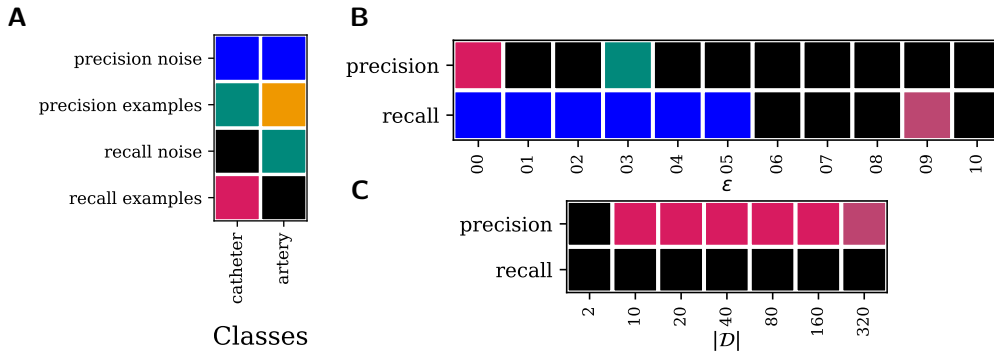 A
precision noise
precision examples
recall noise
recall examples
catheter
artery
Classes
B
precision
recall
00
01
02
03
04
05
06
07
08
09
10
ε
C
precision
recall
2
10
20
40
80
160
320
|𝒟|